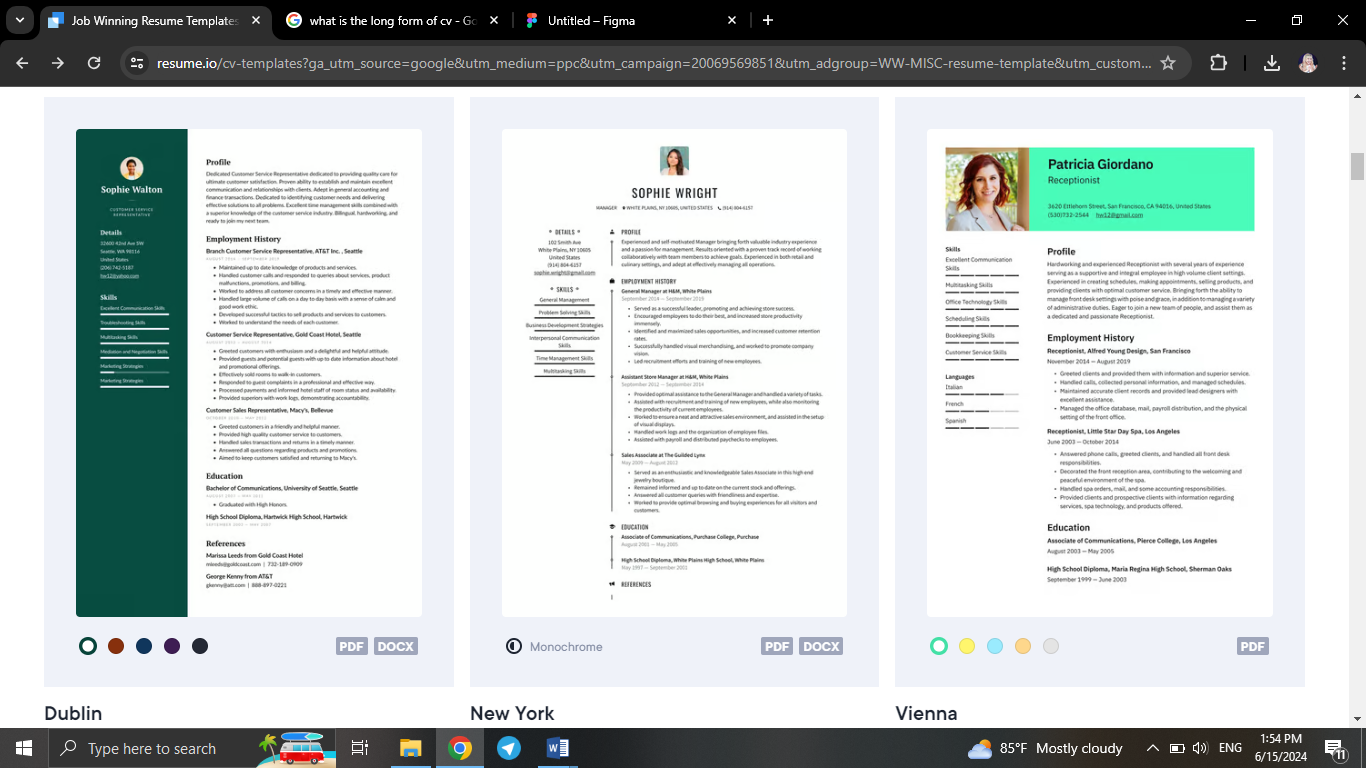 Job Winning Resume Templates
what is the long form of cv - Go
Untitled – Figma
resume.io/cv-templates?ga_utm_source=google&utm_medium=ppc&utm_campaign=20069569851&utm_adgroup=WW-MISC-resume-template&utm_custom...
Sophie Walton
CUSTOMER SERVICE
REPRESENTATIVE
Details
32600 42nd Ave SW
Seattle, WA 98116
United States
(206) 742-5187
hw12@yahoo.com
Skills
Excellent Communication Skills
Troubleshooting Skills
Multitasking Skills
Mediation and Negotiation Skills
Marketing Strategies
Marketing Strategies
Profile
Dedicated Customer Service Representative dedicated to providing quality care for
ultimate customer satisfaction. Proven ability to establish and maintain excellent
communication and relationships with clients. Adept in general accounting and
finance transactions. Dedicated to identifying customer needs and delivering
effective solutions to all problems. Excellent time management skills combined with
a superior knowledge of the customer service industry. Bilingual, hardworking, and
ready to join my next team.
Employment History
Branch Customer Service Representative, AT&T Inc. , Seattle
Maintained up to date knowledge of products and services.
Handled customer calls and responded to queries about services, product
malfunctions, promotions, and billing.
Worked to address all customer concerns in a timely and effective manner.
Handled large volume of calls on a day to-day basis with a sense of calm and
good work ethic.
Developed successful tactics to sell products and services to customers.
Worked to understand the needs of each customer.
Customer Service Representative, Gold Coast Hotel, Seattle
Greeted customers with enthusiasm and a delightful and helpful attitude.
Provided guests and potential guests with up to date information about hotel
and promotional offerings.
Effectively sold rooms to walk-in customers.
Responded to guest complaints in a professional and effective way.
Processed payments and informed hotel staff of room status and availability.
Provided superiors with work logs, demonstrating accountability.
Customer Sales Representative, Macy's, Bellevue
Greeted customers in a friendly and helpful manner.
Provided high quality customer service to customers.
Handled sales transactions and returns in a timely manner.
Answered all questions regarding products and promotions.
Aimed to keep customers satisfied and returning to Macy's.
Education
Bachelor of Communications, University of Seattle, Seattle
Graduated with High Honors.
High School Diploma, Hartwick High School, Hartwick
References
Marissa Leeds from Gold Coast Hotel
mleeds@goldcoast.com | 732-189-0909
George Kenny from AT&T
gkenny@att.com | 888-897-0221
PDF DOCX
Dublin
SOPHIE WRIGHT
MANAGER WHITE PLAINS, NY 10605, UNITED STATES (914) 804-6157
DETAILS
102 Smith Ave
White Plains, NY 10605
United States
(914) 804-6157
sophie.wright@gmail.com
SKILLS
General Management
Problem Solving Skills
Business Development Strategies
Interpersonal Communication
Skills
Time Management Skills
Multitasking Skills
PROFILE
Experienced and self-motivated Manager bringing forth valuable industry experience
and a passion for management. Results oriented with a proven track record of working
collaboratively with team members to achieve goals. Experienced in both retail and
culinary settings, and adept at effectively managing all operations.
EMPLOYMENT HISTORY
General Manager at H&M, White Plains
September 2014 — September 2019
Served as a successful leader, promoting and achieving store success.
Encouraged employees to do their best, and increased store productivity
immensely.
Identified and maximized sales opportunities, and increased customer retention
rates.
Successfully handled visual merchandising, and worked to promote company
vision.
Led recruitment efforts and training of new employees.
Assistant Store Manager at H&M, White Plains
September 2012 — September 2014
Provided optimal assistance to the General Manager and handled a variety of tasks.
Assisted with recruitment and training of new employees, while also monitoring
the productivity of current employees.
Worked to ensure a neat and attractive sales environment, and assisted in the setup
of visual displays.
Handled work logs and the organization of employee files.
Assisted with payroll and distributed paychecks to employees.
Sales Associate at The Guilded Lynx
May 2009 — August 2012
Served as an enthusiastic and knowledgeable Sales Associate in this high end
jewelry boutique.
Remained informed and up to date on the current stock and offerings.
Answered all customer queries with friendliness and expertise.
Worked to provide optimal browsing and buying experiences for all visitors and
customers.
EDUCATION
Associate of Communications, Purchase College, Purchase
August 2001 — May 2005
High School Diploma, White Plains High School, White Plains
May 1997 — September 2001
REFERENCES
Monochrome
PDF DOCX
New York
Patricia Giordano
Receptionist
3620 Ettlehorn Street, San Francisco, CA 94016, United States
(530)732-2544 hw12@gmail.com
Skills
Excellent Communication
Skills
Multitasking Skills
Office Technology Skills
Scheduling Skills
Bookkeeping Skills
Customer Service Skills
Languages
Italian
French
Spanish
Profile
Hardworking and experienced Receptionist with several years of experience
serving as a supportive and integral employee in high volume client settings.
Experienced in creating schedules, making appointments, selling products, and
providing clients with optimal customer service. Bringing forth the ability to
manage front desk settings with poise and grace, in addition to managing a variety
of administrative duties. Eager to join a new team of people, and assist them as
a dedicated and passionate Receptionist.
Employment History
Receptionist, Alfred Young Design, San Francisco
November 2014 — August 2019
Greeted clients and provided them with information and superior service.
Handled calls, collected personal information, and managed schedules.
Maintained accurate client records and provided lead designers with
excellent assistance.
Managed the office database, mail, payroll distribution, and the physical
setting of the front office.
Receptionist, Little Star Day Spa, Los Angeles
June 2003 — October 2014
Answered phone calls, greeted clients, and handled all front desk
responsibilities.
Decorated the front reception area, contributing to the welcoming and
peaceful environment of the spa.
Handled spa orders, mail, and some accounting responsibilities.
Provided clients and prospective clients with information regarding
services, spa technology, and products offered.
Education
Associate of Communications, Pierce College, Los Angeles
August 2003 — May 2005
High School Diploma, Maria Regina High School, Sherman Oaks
September 1999 — June 2003
PDF
Vienna
Type here to search
85°F Mostly cloudy
ENG
1:54 PM
6/15/2024
11